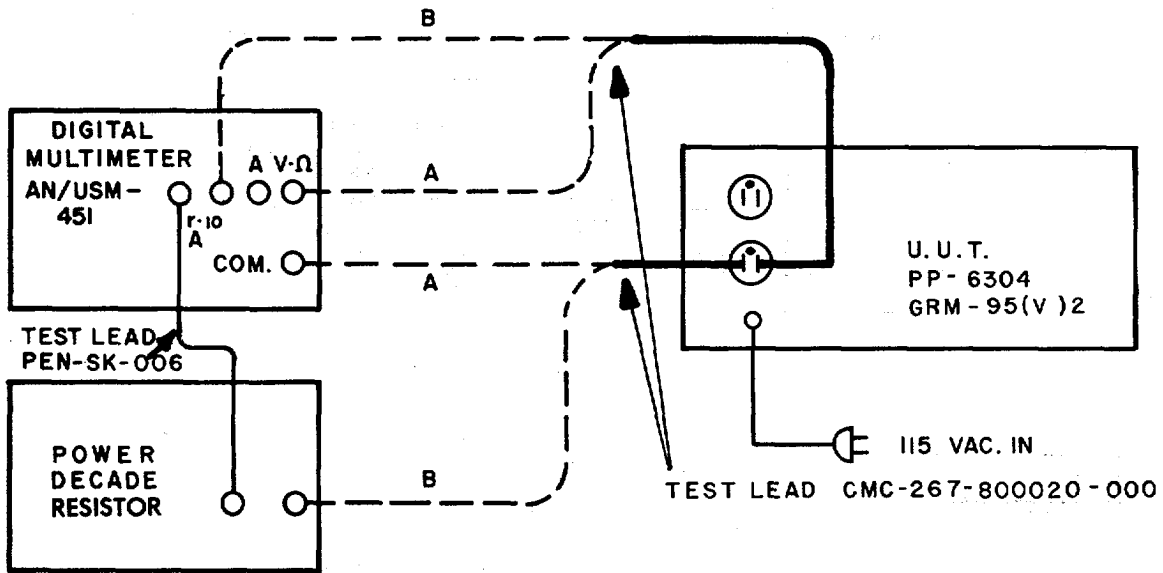 B
DIGITAL
MULTIMETER
AN/USM-
451
A V-Ω
r-10
A
COM.
A
A
TEST LEAD
PEN-SK-006
U.U.T.
PP-6304
GRM-95(V)2
115 VAC. IN
TEST LEAD CMC-267-800020-000
POWER
DECADE
RESISTOR
B